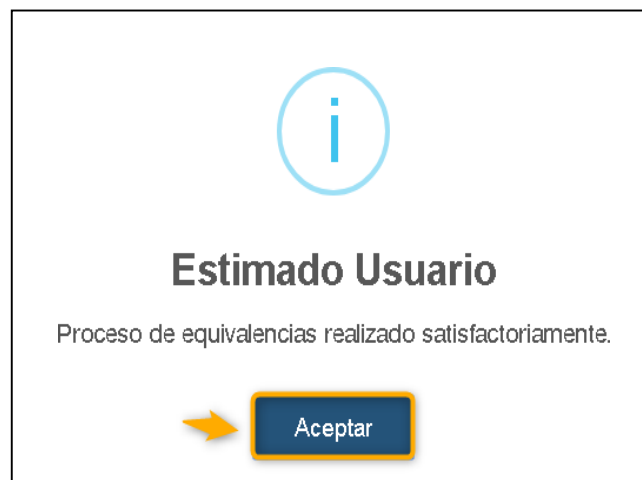 i
Estimado Usuario
Proceso de equivalencias realizado satisfactoriamente.
Aceptar